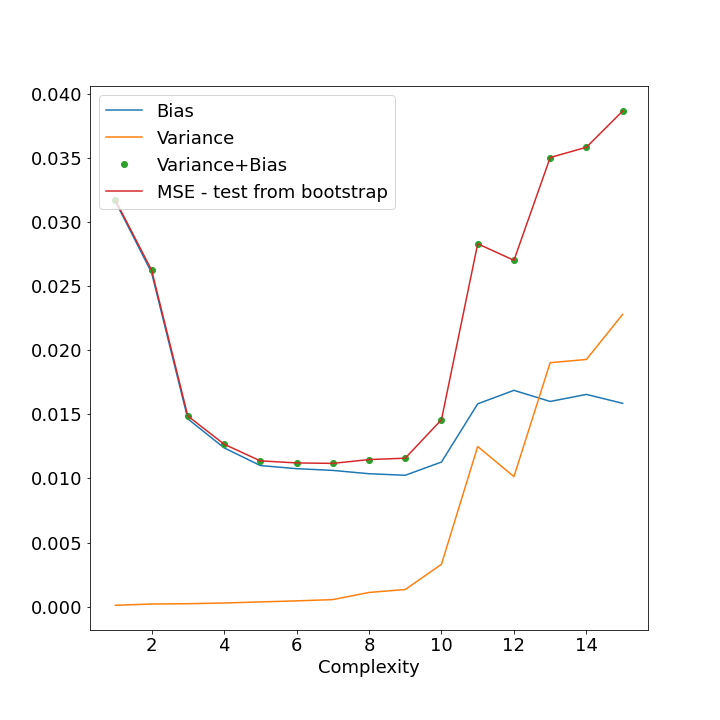 0.040
0.035
0.030
0.025
0.020
0.015
0.010
0.005
0.000
Bias
Variance
Variance+Bias
MSE - test from bootstrap
2 4 6 8 10 12 14
Complexity